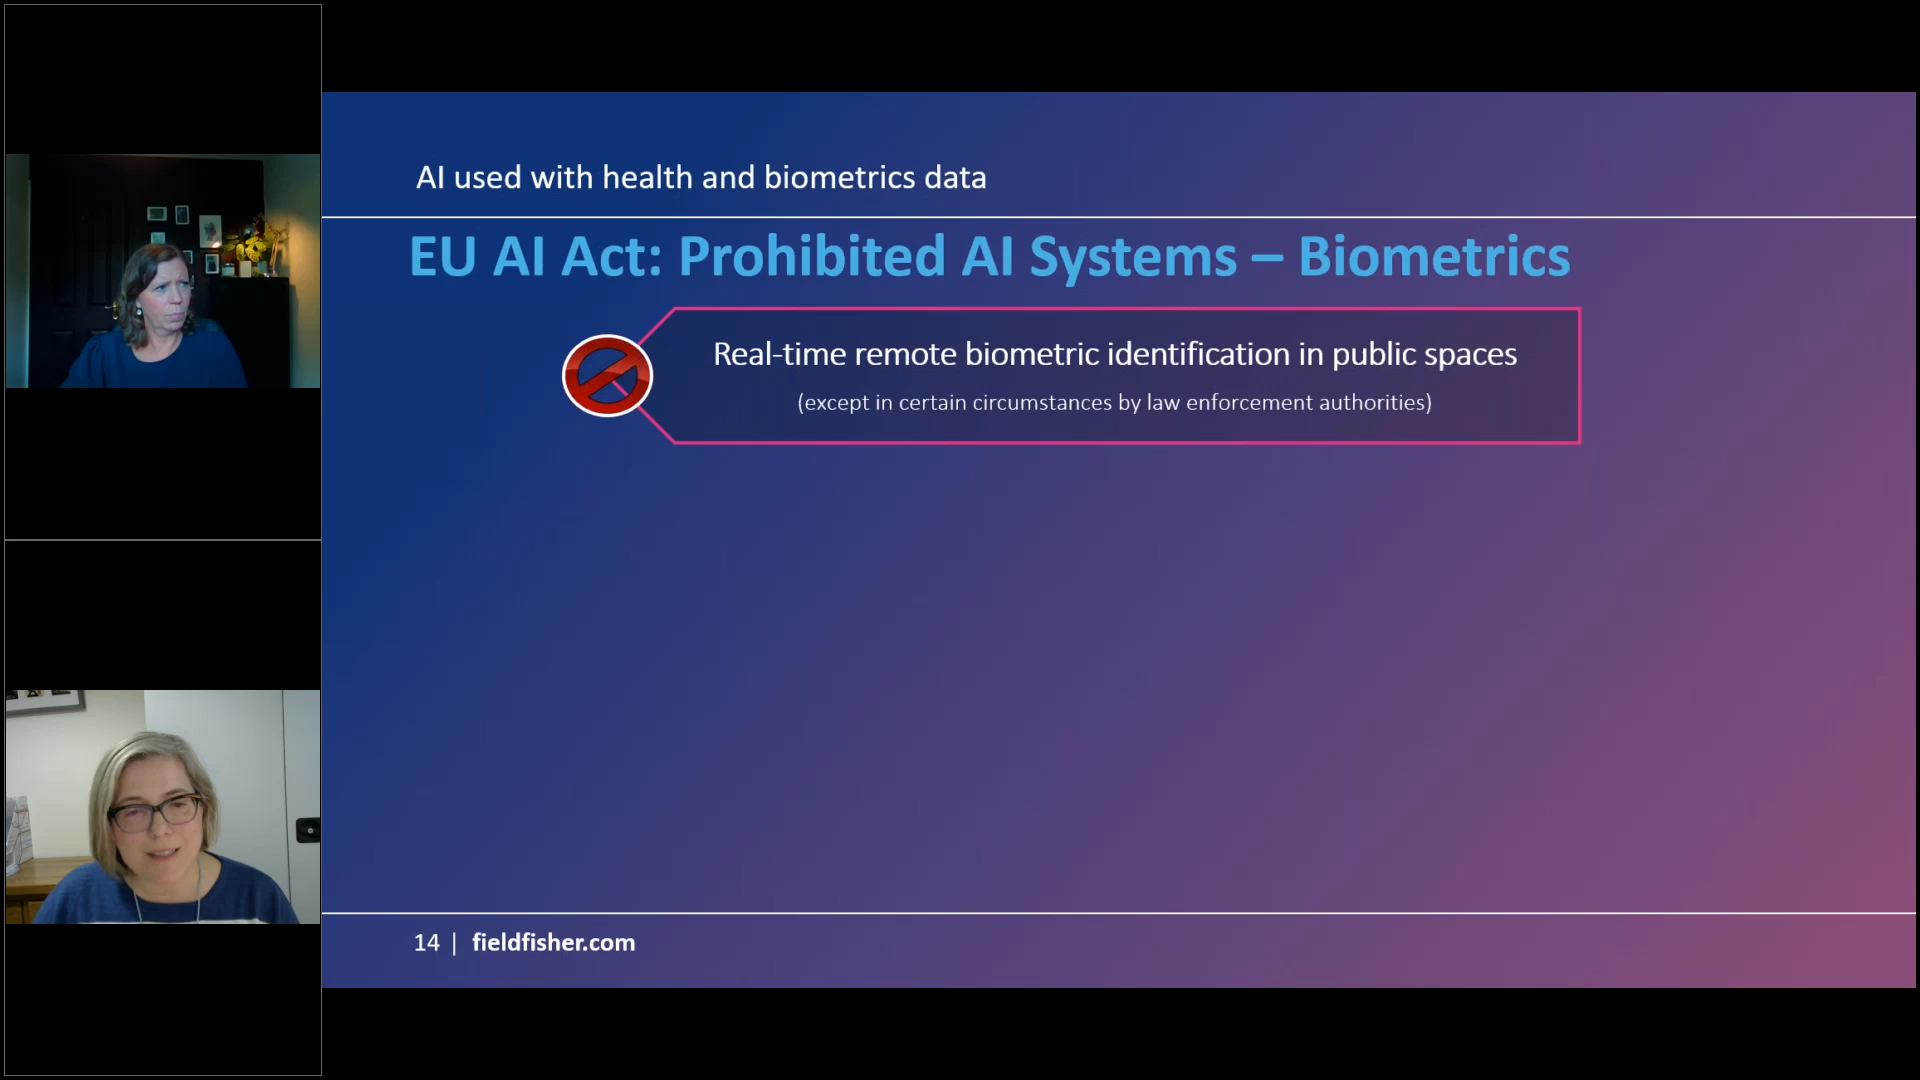 AI used with health and biometrics data
EU AI Act: Prohibited AI Systems – Biometrics
Real-time remote biometric identification in public spaces
(except in certain circumstances by law enforcement authorities)
14 | fieldfisher.com